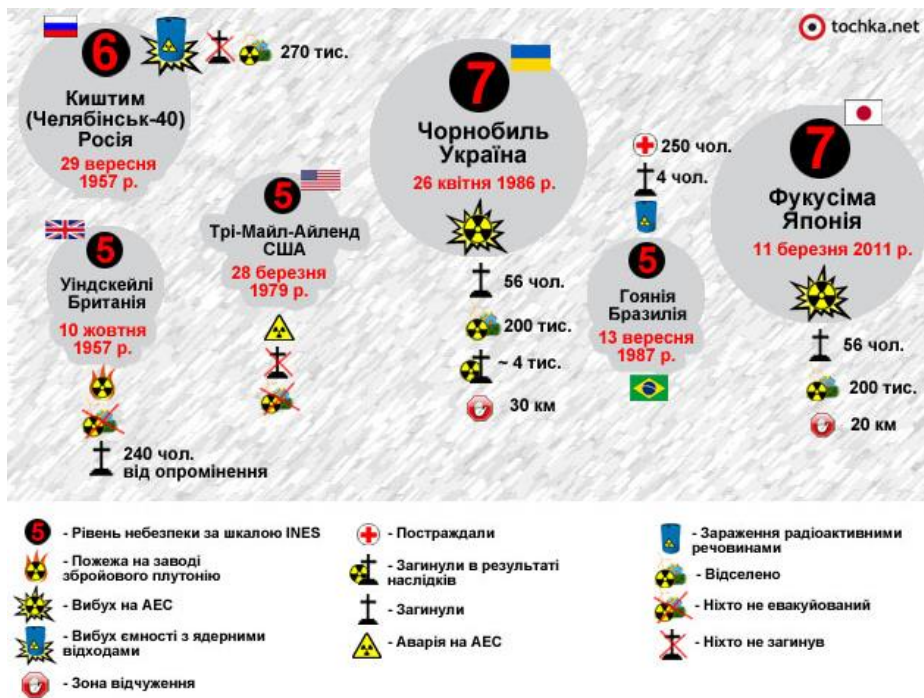 tochka.net
6
270 тис.
Киштим
(Челябінськ-40)
Росія
29 вересня
1957 р.
5
Уіндскейлі
Британія
10 жовтня
1957 р.
240 чол.
від опромінення
5
Трі-Майл-Айленд
США
28 березня
1979 р.
7
Чорнобиль
Україна
26 квітня 1986 р.
56 чол.
200 тис.
~ 4 тис.
30 км
250 чол.
4 чол.
5
Гоянія
Бразилія
13 вересня
1987 р.
7
Фукусіма
Японія
11 березня 2011 р.
56 чол.
200 тис.
20 км
5 - Рівень небезпеки за шкалою INES
- Пожежа на заводі
збройового плутонію
- Вибух на АЕС
- Вибух ємності з ядерними
відходами
- Зона відчуження
- Постраждали
- Загинули в результаті
наслідків
- Загинули
- Аварія на АЕС
- Зараження радіоактивними
речовинами
- Відселено
- Ніхто не евакуйований
- Ніхто не загинув